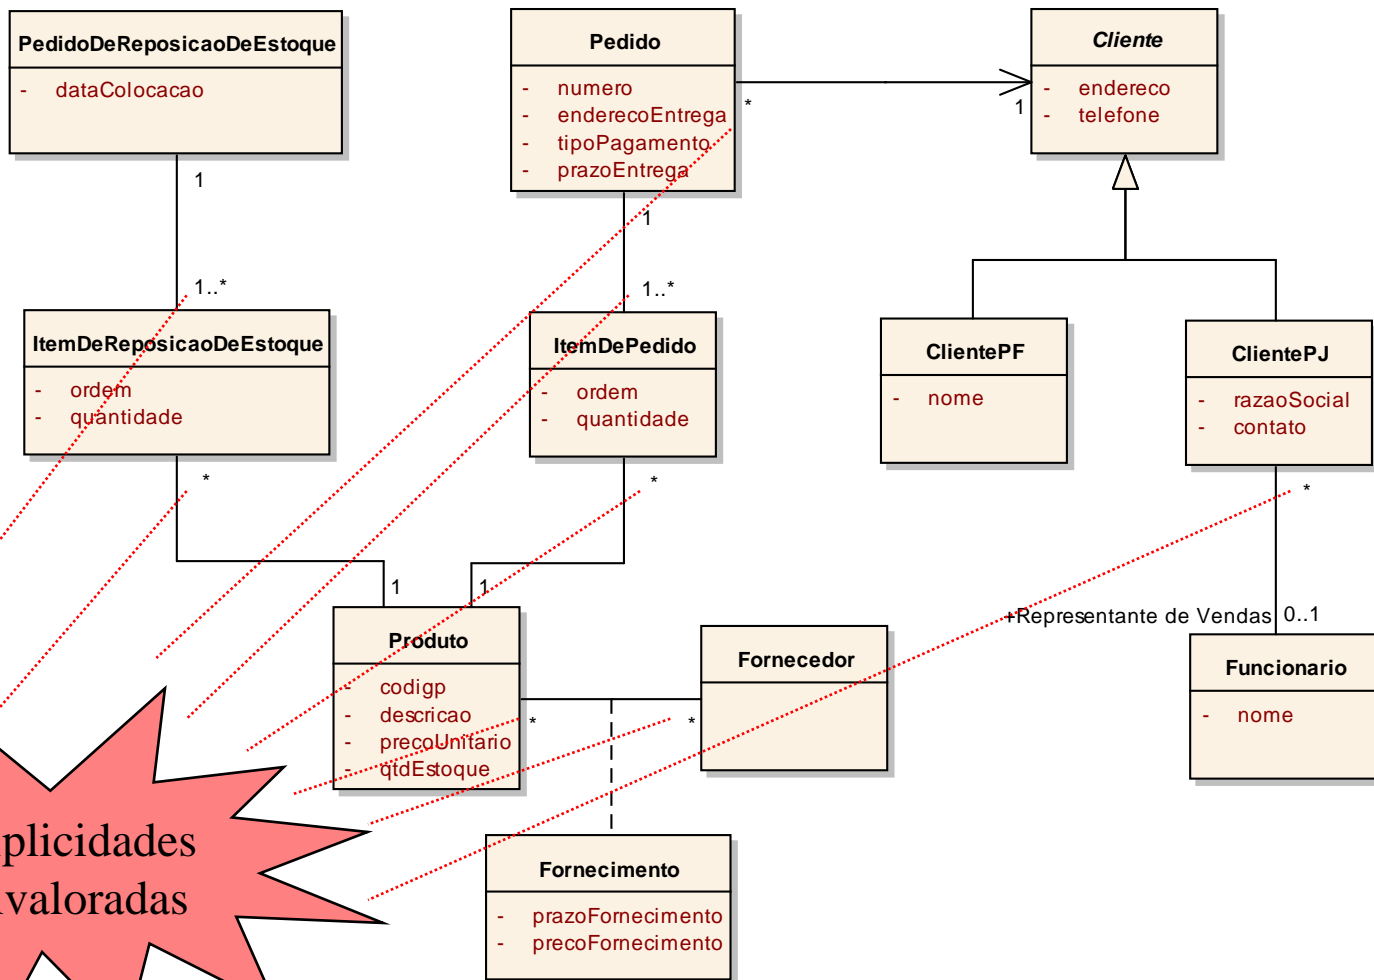 PedidoDeReposicaoDeEstoque
- dataColocacao
1
1..*
Pedido
- numero
- enderecoEntrega
- tipoPagamento
- prazoEntrega
*
1
Cliente
- endereco
- telefone
1
1..*
ItemDeReposicaoDeEstoque
- ordem
- quantidade
*
1
ItemDePedido
- ordem
- quantidade
*
1
ClientePF
- nome
ClientePJ
- razaoSocial
- contato
*
+Representante de Vendas 0..1
Produto
- codigp
- descricao
- precoUnitario
- qtdEstoque
*
*
Fornecedor
Funcionario
- nome
plicidades
valoradas
Fornecimento
- prazoFornecimento
- precoFornecimento